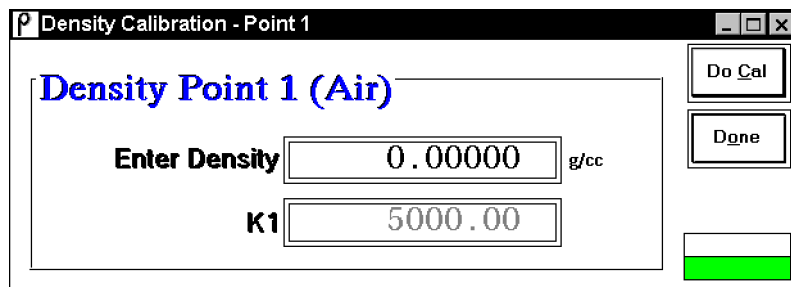 ρ Density Calibration - Point 1
Density Point 1 (Air)
Enter Density 0.00000 g/cc
K1 5000.00
Do Cal
Done